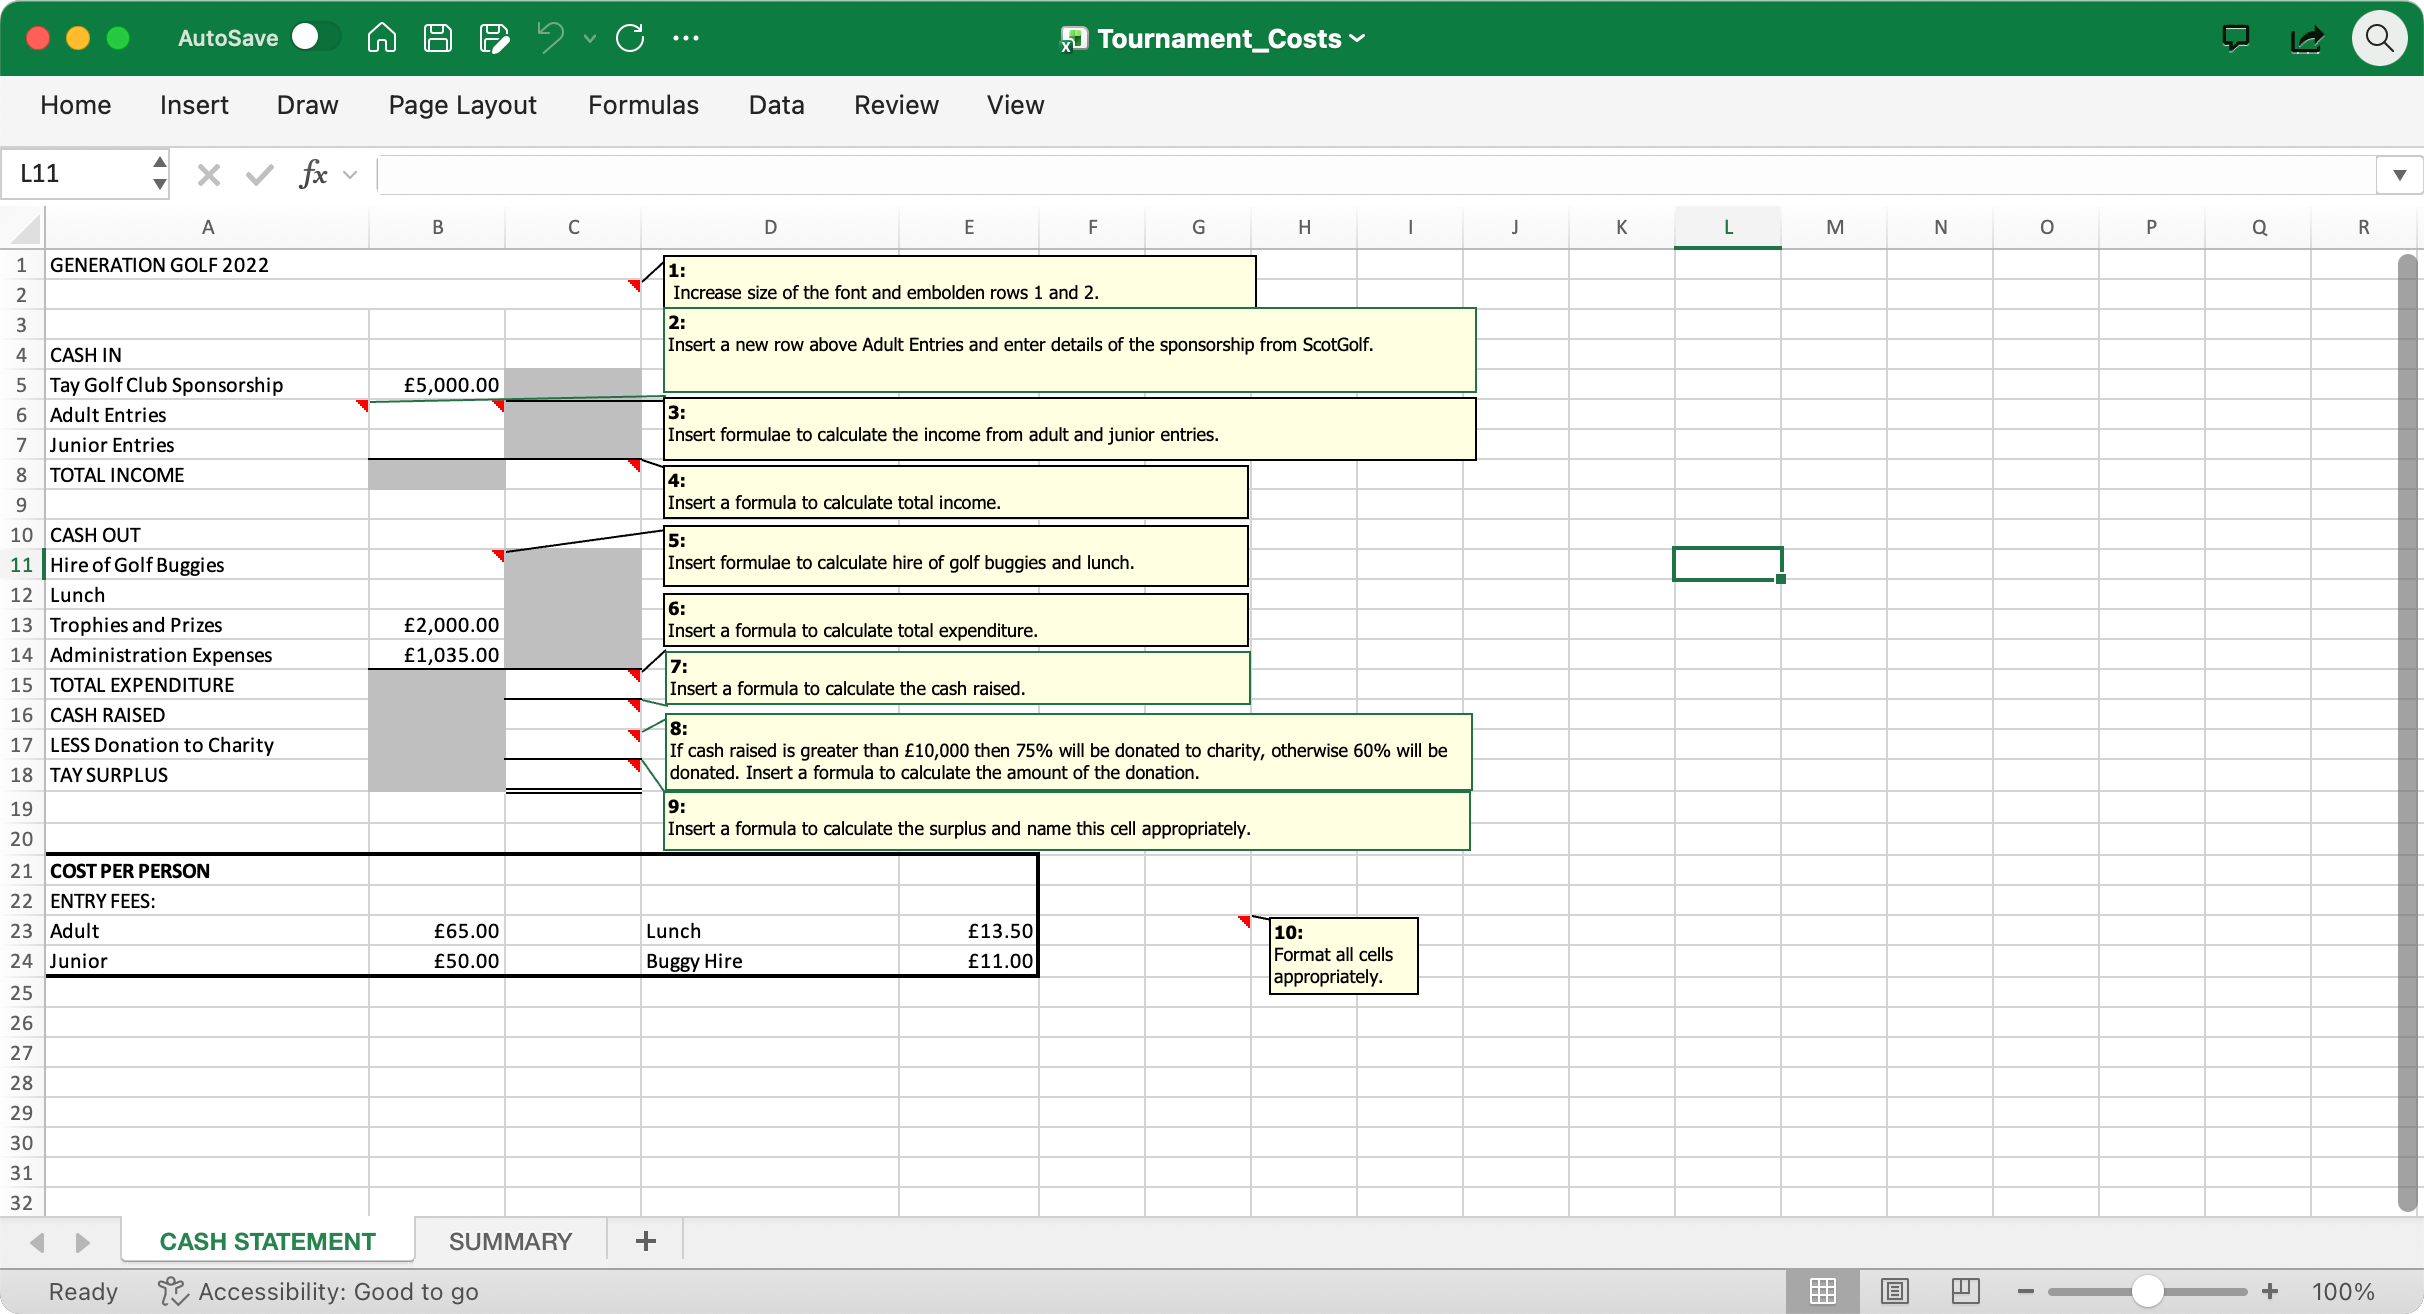 AutoSave
Tournament_Costs
Home Insert Draw Page Layout Formulas Data Review View
L11 fx
A B C D E F G H I J K L M N O P Q R
1 GENERATION GOLF 2022
1:
Increase size of the font and embolden rows 1 and 2.
2
3
2:
Insert a new row above Adult Entries and enter details of the sponsorship from ScotGolf.
4 CASH IN
5 Tay Golf Club Sponsorship £5,000.00
6 Adult Entries
3:
Insert formulae to calculate the income from adult and junior entries.
7 Junior Entries
8 TOTAL INCOME
4:
Insert a formula to calculate total income.
9
10 CASH OUT
5:
Insert formulae to calculate hire of golf buggies and lunch.
11 Hire of Golf Buggies
12 Lunch
6:
Insert a formula to calculate total expenditure.
13 Trophies and Prizes £2,000.00
14 Administration Expenses £1,035.00
7:
Insert a formula to calculate the cash raised.
15 TOTAL EXPENDITURE
16 CASH RAISED
8:
If cash raised is greater than £10,000 then 75% will be donated to charity, otherwise 60% will be
donated. Insert a formula to calculate the amount of the donation.
17 LESS Donation to Charity
18 TAY SURPLUS
9:
Insert a formula to calculate the surplus and name this cell appropriately.
19
20
21 COST PER PERSON
22 ENTRY FEES:
23 Adult £65.00 Lunch £13.50
24 Junior £50.00 Buggy Hire £11.00
10:
Format all cells
appropriately.
25
26
27
28
29
30
31
32
CASH STATEMENT SUMMARY +
Ready Accessibility: Good to go 100%